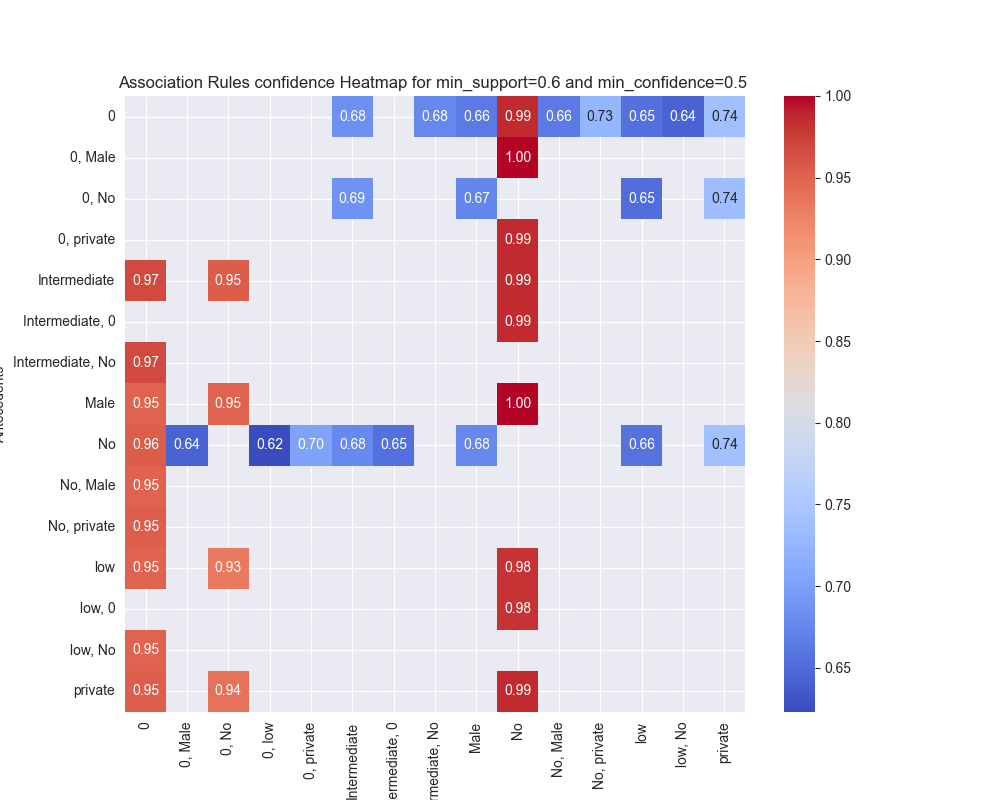 Association Rules confidence Heatmap for min_support=0.6 and min_confidence=0.5
0 0.68 0.68 0.66 0.99 0.66 0.73 0.65 0.64 0.74
0, Male 1.00
0, No 0.69 0.67 0.65 0.74
0, private 0.99
Intermediate 0.97 0.95 0.99
Intermediate, 0 0.99
Intermediate, No 0.97
Male 0.95 0.95 1.00
No 0.96 0.64 0.62 0.70 0.68 0.65 0.68 0.66 0.74
No, Male 0.95
No, private 0.95
low 0.95 0.93 0.98
low, 0 0.98
low, No 0.95
private 0.95 0.94 0.99
0
0, Male
0, No
0, low
0, private
Intermediate
ermediate, 0
rmediate, No
Male
No
No, Male
No, private
low
low, No
private
1.00
0.95
0.90
0.85
0.80
0.75
0.70
0.65